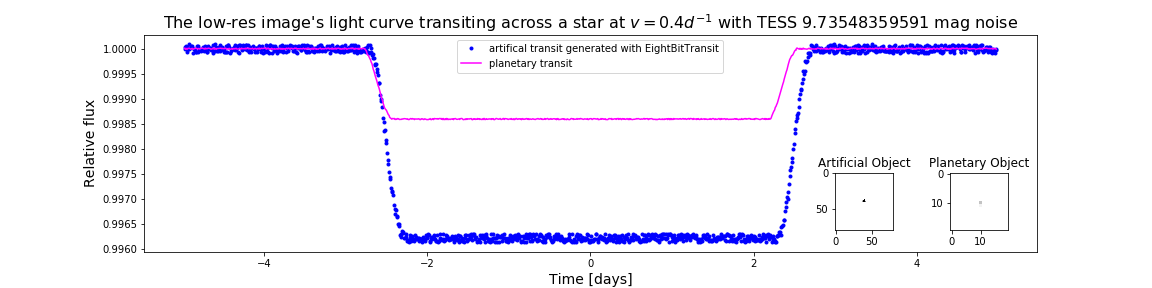 The low-res image's light curve transiting across a star at v = 0.4d⁻¹ with TESS 9.73548359591 mag noise
artifical transit generated with EightBitTransit
planetary transit
Relative flux
1.0000
0.9995
0.9990
0.9985
0.9980
0.9975
0.9970
0.9965
0.9960
Artificial Object
0
50
0 50
Planetary Object
0
10
0 10
−4 −2 0 2 4
Time [days]